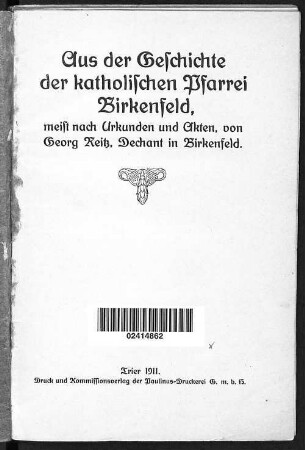 Aus der Geschichte
der katholischen Pfarrei
Birkenfeld,
meist nach Urkunden und Akten, von
Georg Reitz, Dechant in Birkenfeld.
02414862
Trier 1911.
Druck und Kommissionsverlag der Paulinus-Druckerei G. m. b. H.